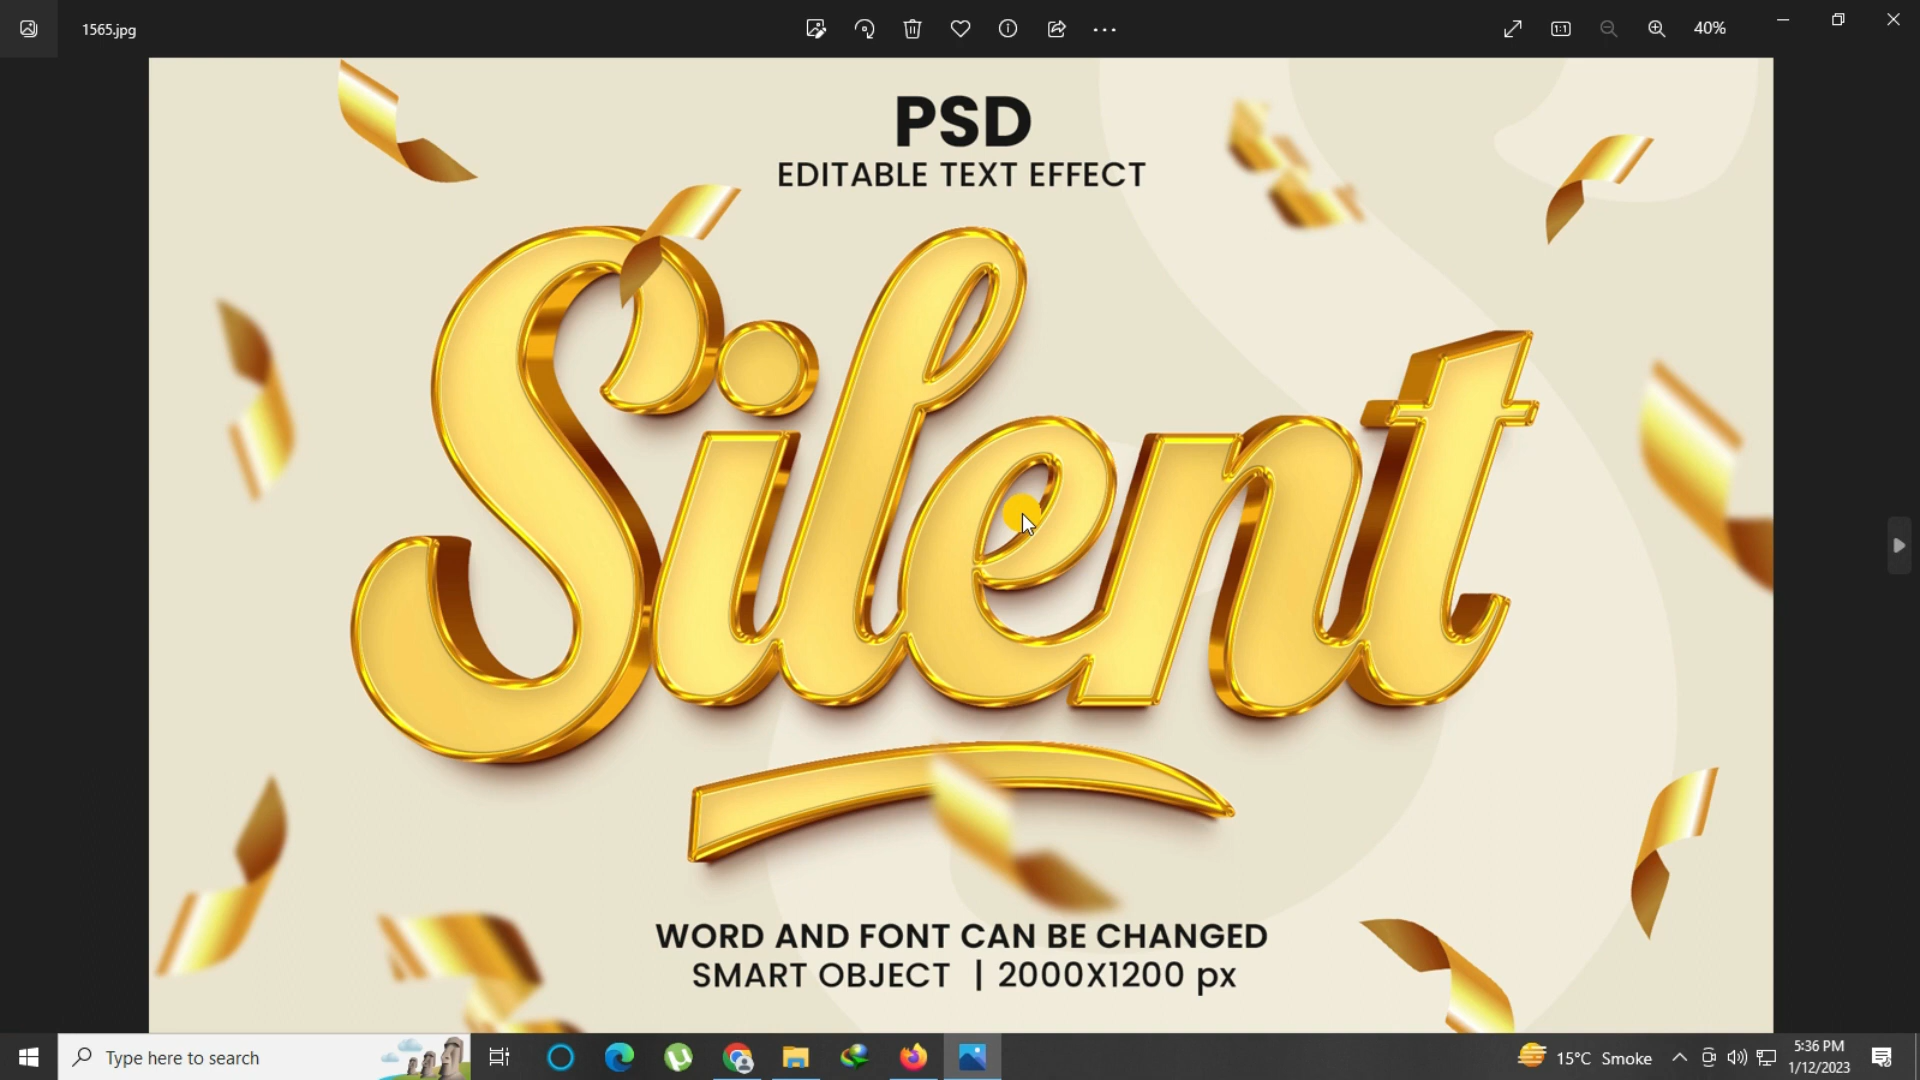 1565.jpg
40%
PSD
EDITABLE TEXT EFFECT
Silent
WORD AND FONT CAN BE CHANGED
SMART OBJECT | 2000X1200 px
Type here to search
15°C Smoke
5:36 PM
1/12/2023